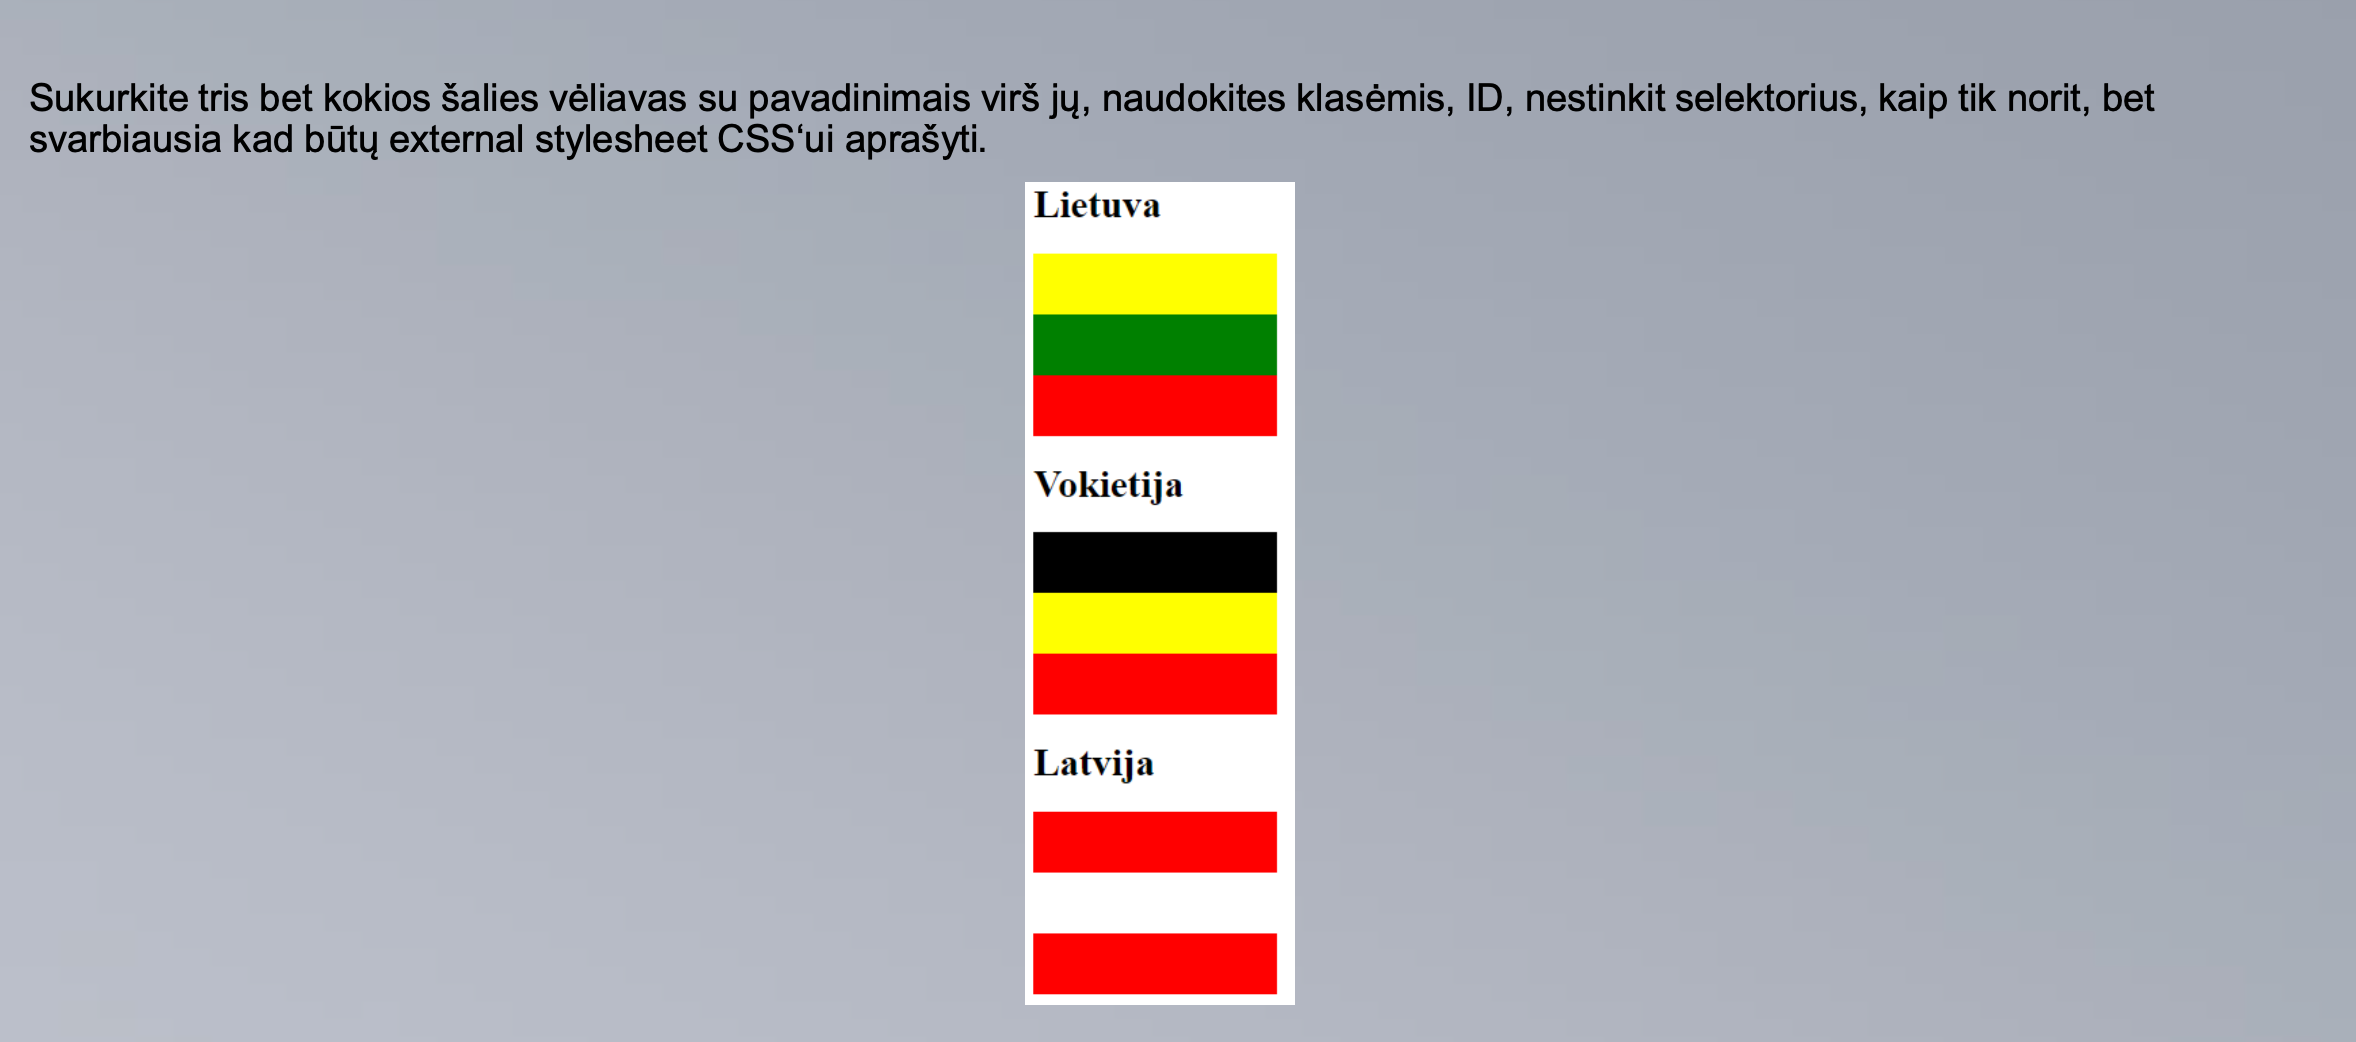 Sukurkite tris bet kokios šalies vėliavas su pavadinimais virš jų, naudokites klasėmis, ID, nestinkit selektorius, kaip tik norit, bet
svarbiausia kad būtų external stylesheet CSS‘ui aprašyti.
Lietuva
Vokietija
Latvija